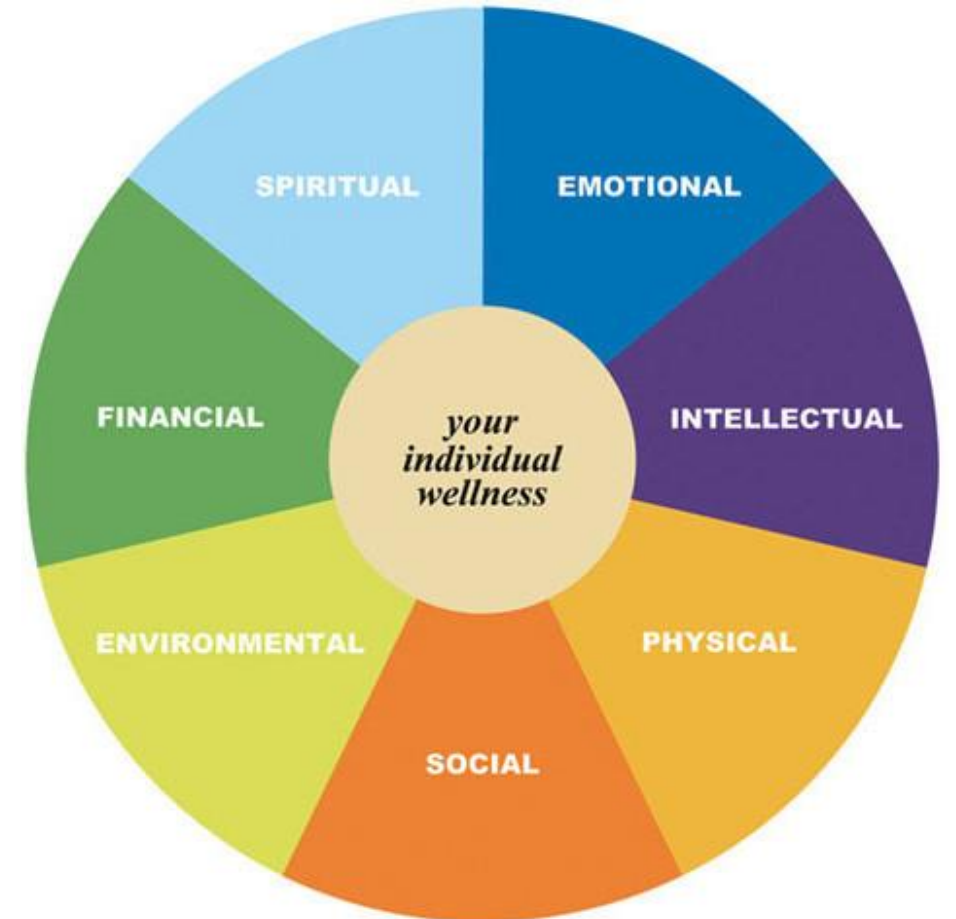 SPIRITUAL
EMOTIONAL
FINANCIAL
INTELLECTUAL
your
individual
wellness
ENVIRONMENTAL
PHYSICAL
SOCIAL